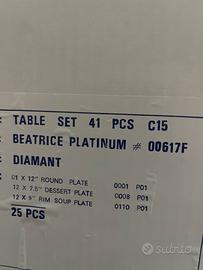 TABLE SET 41 PCS C15
BEATRICE PLATINUM # 00617F
DIAMANT
01 X 12" ROUND PLATE 0001 P01
12 X 7.5" DESSERT PLATE 0008 P01
12 X 9" RIM SOUP PLATE 0110 P01
25 PCS
subito